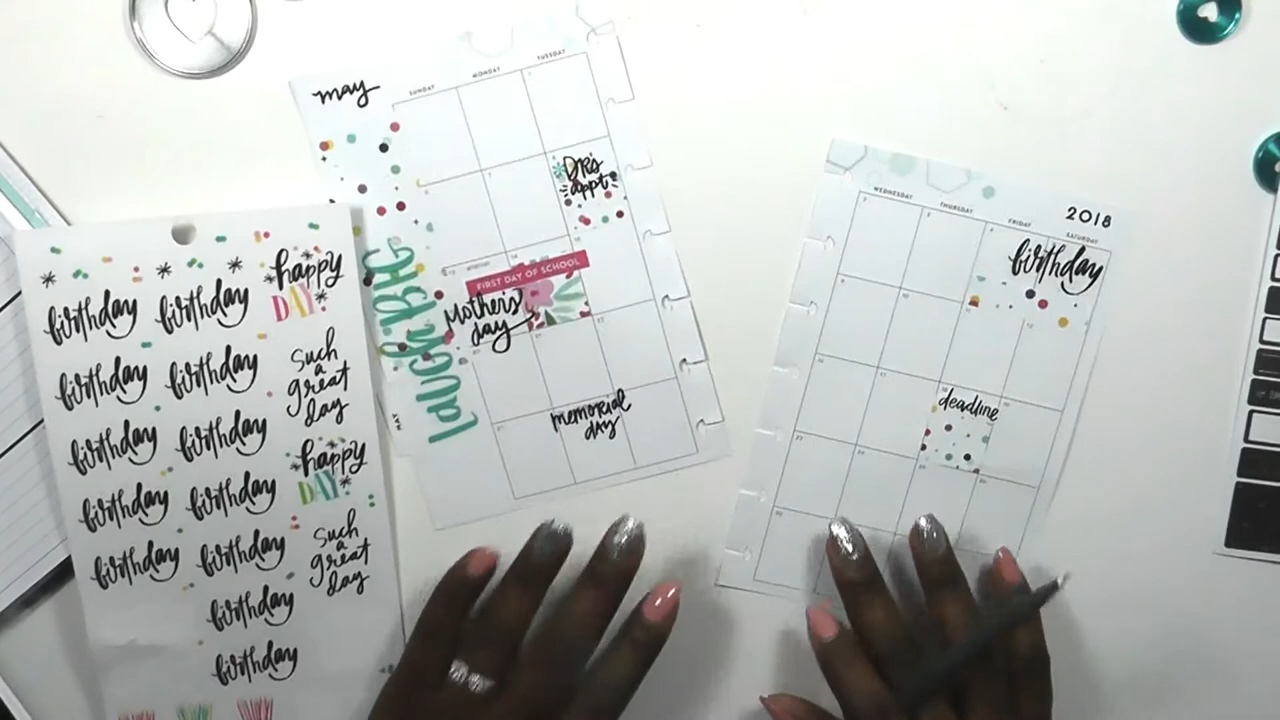 may
SUNDAY
MONDAY
TUESDAY
DR's
appt
FIRST DAY OF SCHOOL
Mother's
day
memorial
day
laugh BIG
MAY
2018
WEDNESDAY
THURSDAY
FRIDAY
SATURDAY
birthday
deadline
happy
DAY!
birthday birthday
such
a
great
day
birthday birthday
birthday birthday
happy
DAY!
birthday birthday
such
a
great
day
birthday birthday
birthday
birthday